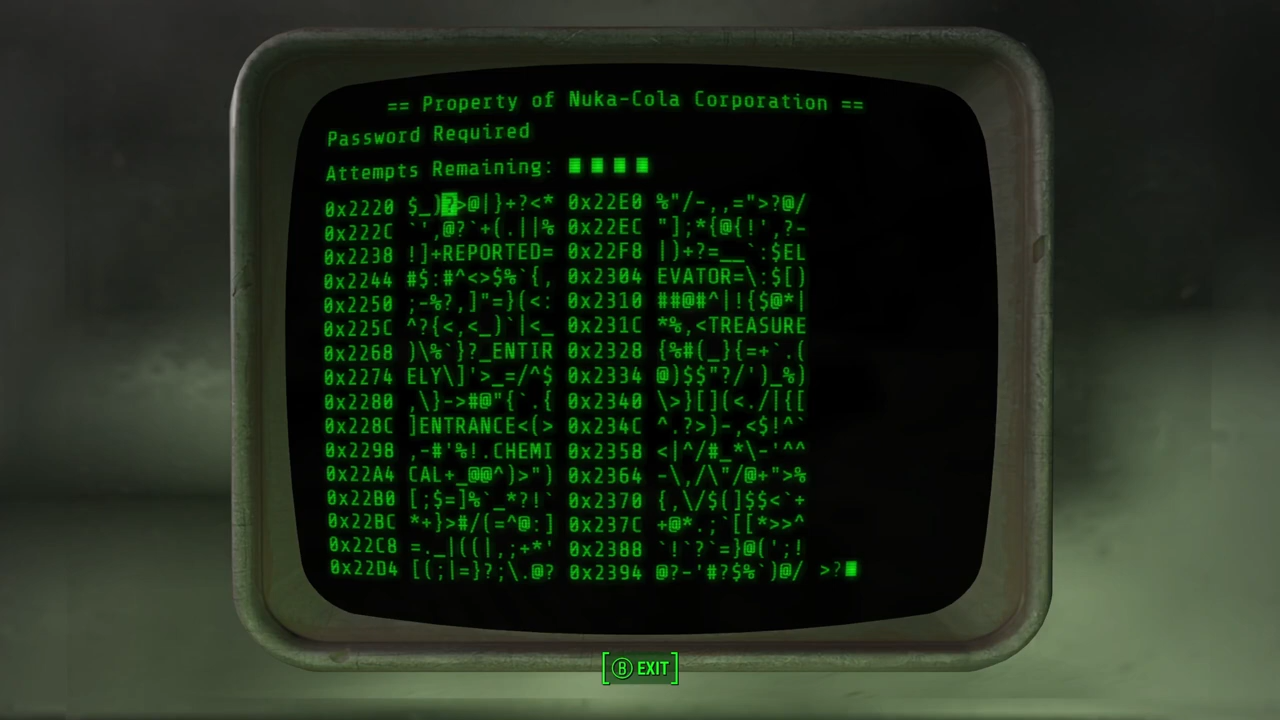 == Property of Nuka-Cola Corporation ==
Password Required
Attempts Remaining:
0x2220 $_)?>@|}+?<* 0x22E0 %"/-,,=">?@/
0x222C `',@?`+(.||% 0x22EC "];*{@{!',?-
0x2238 !]+REPORTED= 0x22F8 |)+?=__`:$EL
0x2244 #$:#^<>$%`{, 0x2304 EVATOR=\:$[)
0x2250 ;-%?,]"=}(<: 0x2310 ##@#^|!{$@*|
0x225C ^?{<,<_)`|<_ 0x231C *%,<TREASURE
0x2268 )\%`}?_ENTIR 0x2328 {%#(_}{=+`.(
0x2274 ELY\]'>_=/^$ 0x2334 @)$$"?/')_%)
0x2280 ,\}->#@"{`.{ 0x2340 \>}[](<./|{[
0x228C ]ENTRANCE<(> 0x234C ^.?>)-,<$!^`
0x2298 ,-#'%!.CHEMI 0x2358 <|^/#_*\-'^^
0x22A4 CAL+_@@^)>") 0x2364 -\,/\"/@+">%
0x22B0 [;$=]%`_*?!` 0x2370 {,\/$(]$$<`+
0x22BC *+}>#/(=^@:] 0x237C +@*.;`[[*>>^
0x22C8 =._|((|,;+*' 0x2388 `!`?`=}@(';!
0x22D4 [(;|=}?;\.@? 0x2394 @?-'#?$%`)@/ >?
[Ⓑ EXIT]